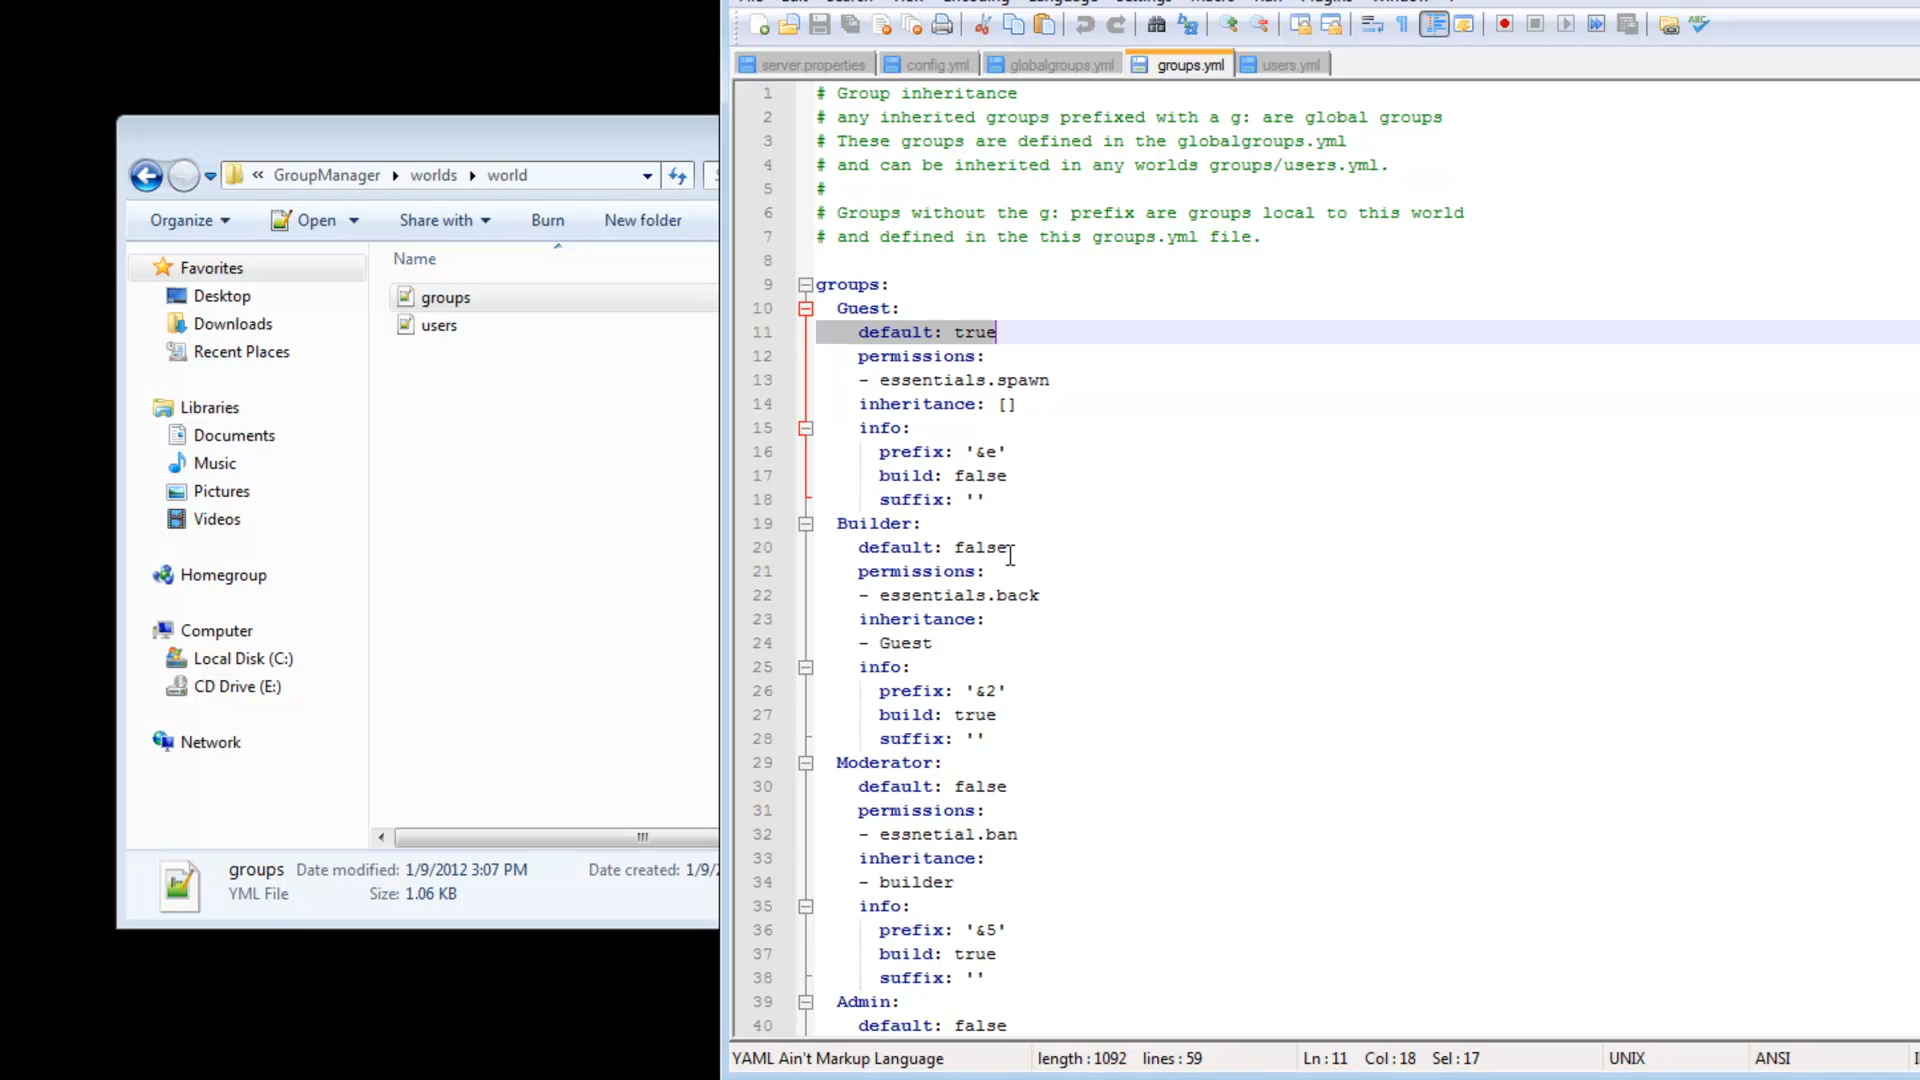 GroupManager worlds world
Organize Open Share with Burn New folder
Favorites
Desktop
Downloads
Recent Places
Libraries
Documents
Music
Pictures
Videos
Homegroup
Computer
Local Disk (C:)
CD Drive (E:)
Network
Name
groups
users
groups Date modified: 1/9/2012 3:07 PM Date created: 1/9/2
YML File Size: 1.06 KB
server.properties config.yml globalgroups.yml groups.yml users.yml
1 # Group inheritance
2 # any inherited groups prefixed with a g: are global groups
3 # These groups are defined in the globalgroups.yml
4 # and can be inherited in any worlds groups/users.yml.
5 #
6 # Groups without the g: prefix are groups local to this world
7 # and defined in the this groups.yml file.
8
9 groups:
10 Guest:
11 default: true
12 permissions:
13 - essentials.spawn
14 inheritance: []
15 info:
16 prefix: '&e'
17 build: false
18 suffix: ''
19 Builder:
20 default: false
21 permissions:
22 - essentials.back
23 inheritance:
24 - Guest
25 info:
26 prefix: '&2'
27 build: true
28 suffix: ''
29 Moderator:
30 default: false
31 permissions:
32 - essnetial.ban
33 inheritance:
34 - builder
35 info:
36 prefix: '&5'
37 build: true
38 suffix: ''
39 Admin:
40 default: false
YAML Ain't Markup Language length : 1092 lines : 59 Ln : 11 Col : 18 Sel : 17 UNIX ANSI